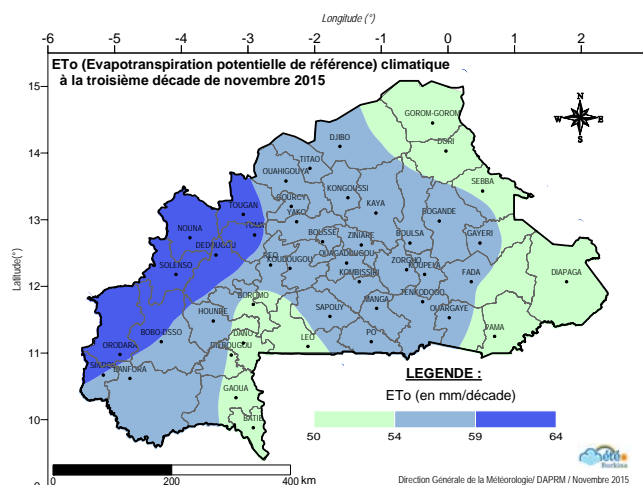 Longitude (°)
-6 -5 -4 -3 -2 -1 0 1 2
ETo (Evapotranspiration potentielle de référence) climatique
à la troisième décade de novembre 2015
15
14
13
12
11
10
9
Latitude(°)
N
W E
S
GOROM-GOROM
DJIBO
DORI
TITAO
OUAHIGOUYA
SEBBA
KONGOUSSI
TOUGAN
GOURCY
KAYA
YAKO
BOGANDE
TOMA
NOUNA
BOUSSE
ZINIARE
BOULSA
GAYERI
DEDOUGOU
OUAGADOUGOU
SOLENSO
REO
KOUDOUGOU
ZORGHO
KOUPELA
KOMBISSIRI
FADA
DIAPAGA
BOROMO
TENKODOGO
HOUNDE
SAPOUY
MANGA
OUARGAYE
BOBO-DSSO
DANO
LEO
PO
PAMA
ORODARA
DIEBOUGOU
SINDOU
BANFORA
GAOUA
BATIE
LEGENDE :
ETo (en mm/décade)
50 54 59 64
0 200 400 km
météo
Burkina
Direction Générale de la Météorologie/ DAPRM / Novembre 2015